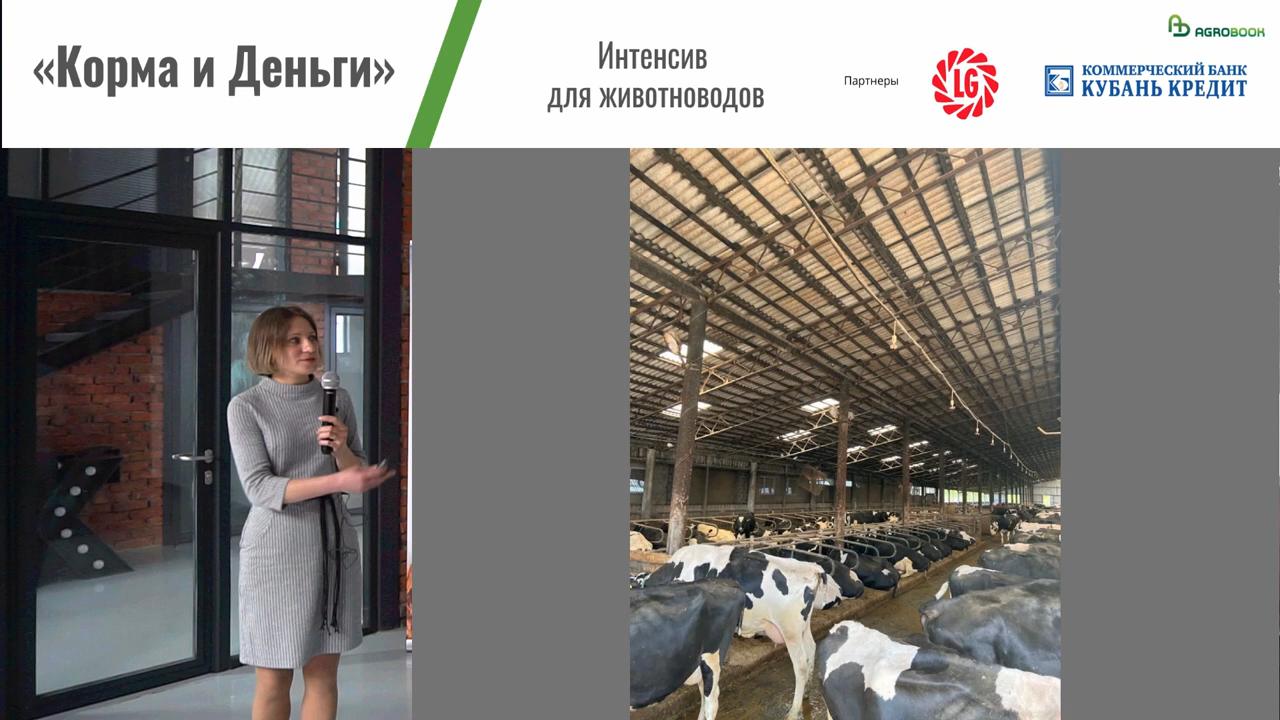 «Корма и Деньги»
Интенсив
для животноводов
Партнеры
LG
КОММЕРЧЕСКИЙ БАНК
КУБАНЬ КРЕДИТ
AGROBOOK